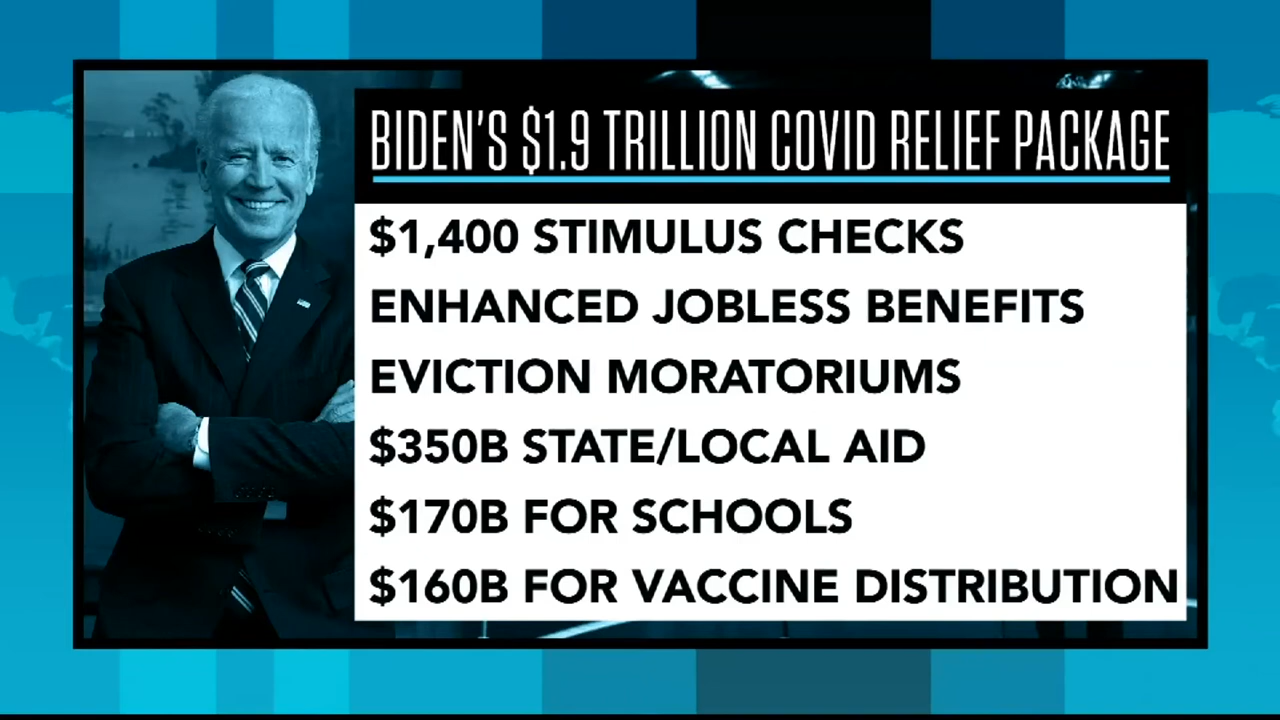 BIDEN'S $1.9 TRILLION COVID RELIEF PACKAGE
$1,400 STIMULUS CHECKS
ENHANCED JOBLESS BENEFITS
EVICTION MORATORIUMS
$350B STATE/LOCAL AID
$170B FOR SCHOOLS
$160B FOR VACCINE DISTRIBUTION